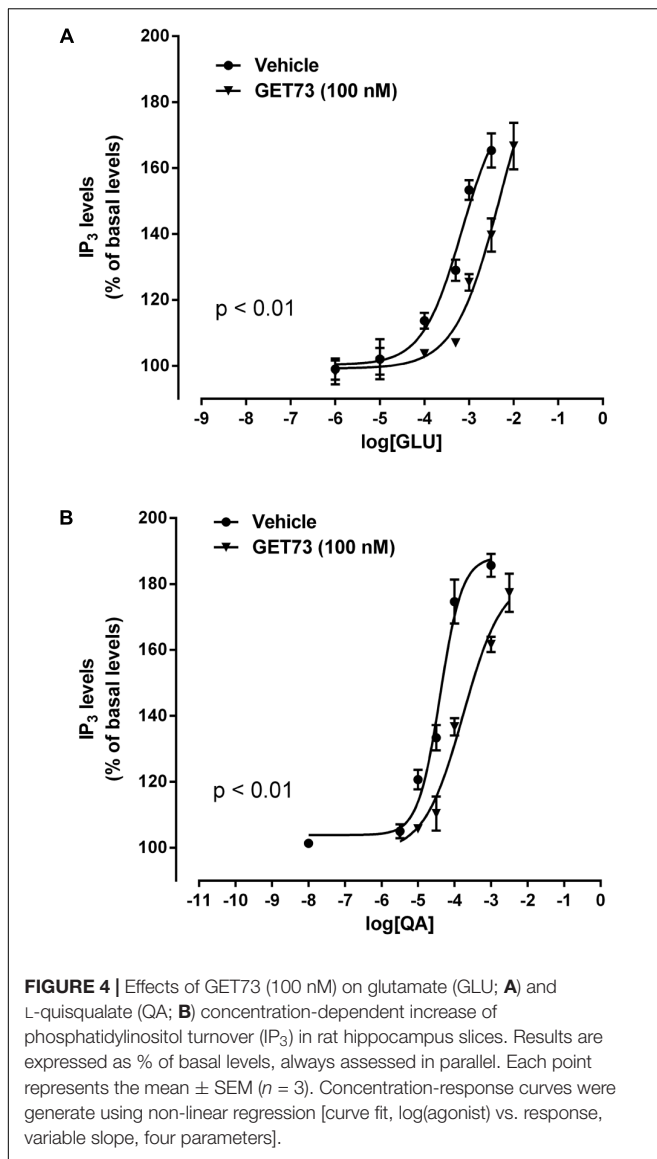 A
200
180
160
140
120
100
IP3 levels
(% of basal levels)
Vehicle
GET73 (100 nM)
p < 0.01
-9 -8 -7 -6 -5 -4 -3 -2 -1 0
log[GLU]
B
200
180
160
140
120
100
IP3 levels
(% of basal levels)
Vehicle
GET73 (100 nM)
p < 0.01
-11 -10 -9 -8 -7 -6 -5 -4 -3 -2 -1 0
log[QA]
FIGURE 4 | Effects of GET73 (100 nM) on glutamate (GLU; A) and
L-quisqualate (QA; B) concentration-dependent increase of
phosphatidylinositol turnover (IP3) in rat hippocampus slices. Results are
expressed as % of basal levels, always assessed in parallel. Each point
represents the mean ± SEM (n = 3). Concentration-response curves were
generate using non-linear regression [curve fit, log(agonist) vs. response,
variable slope, four parameters].